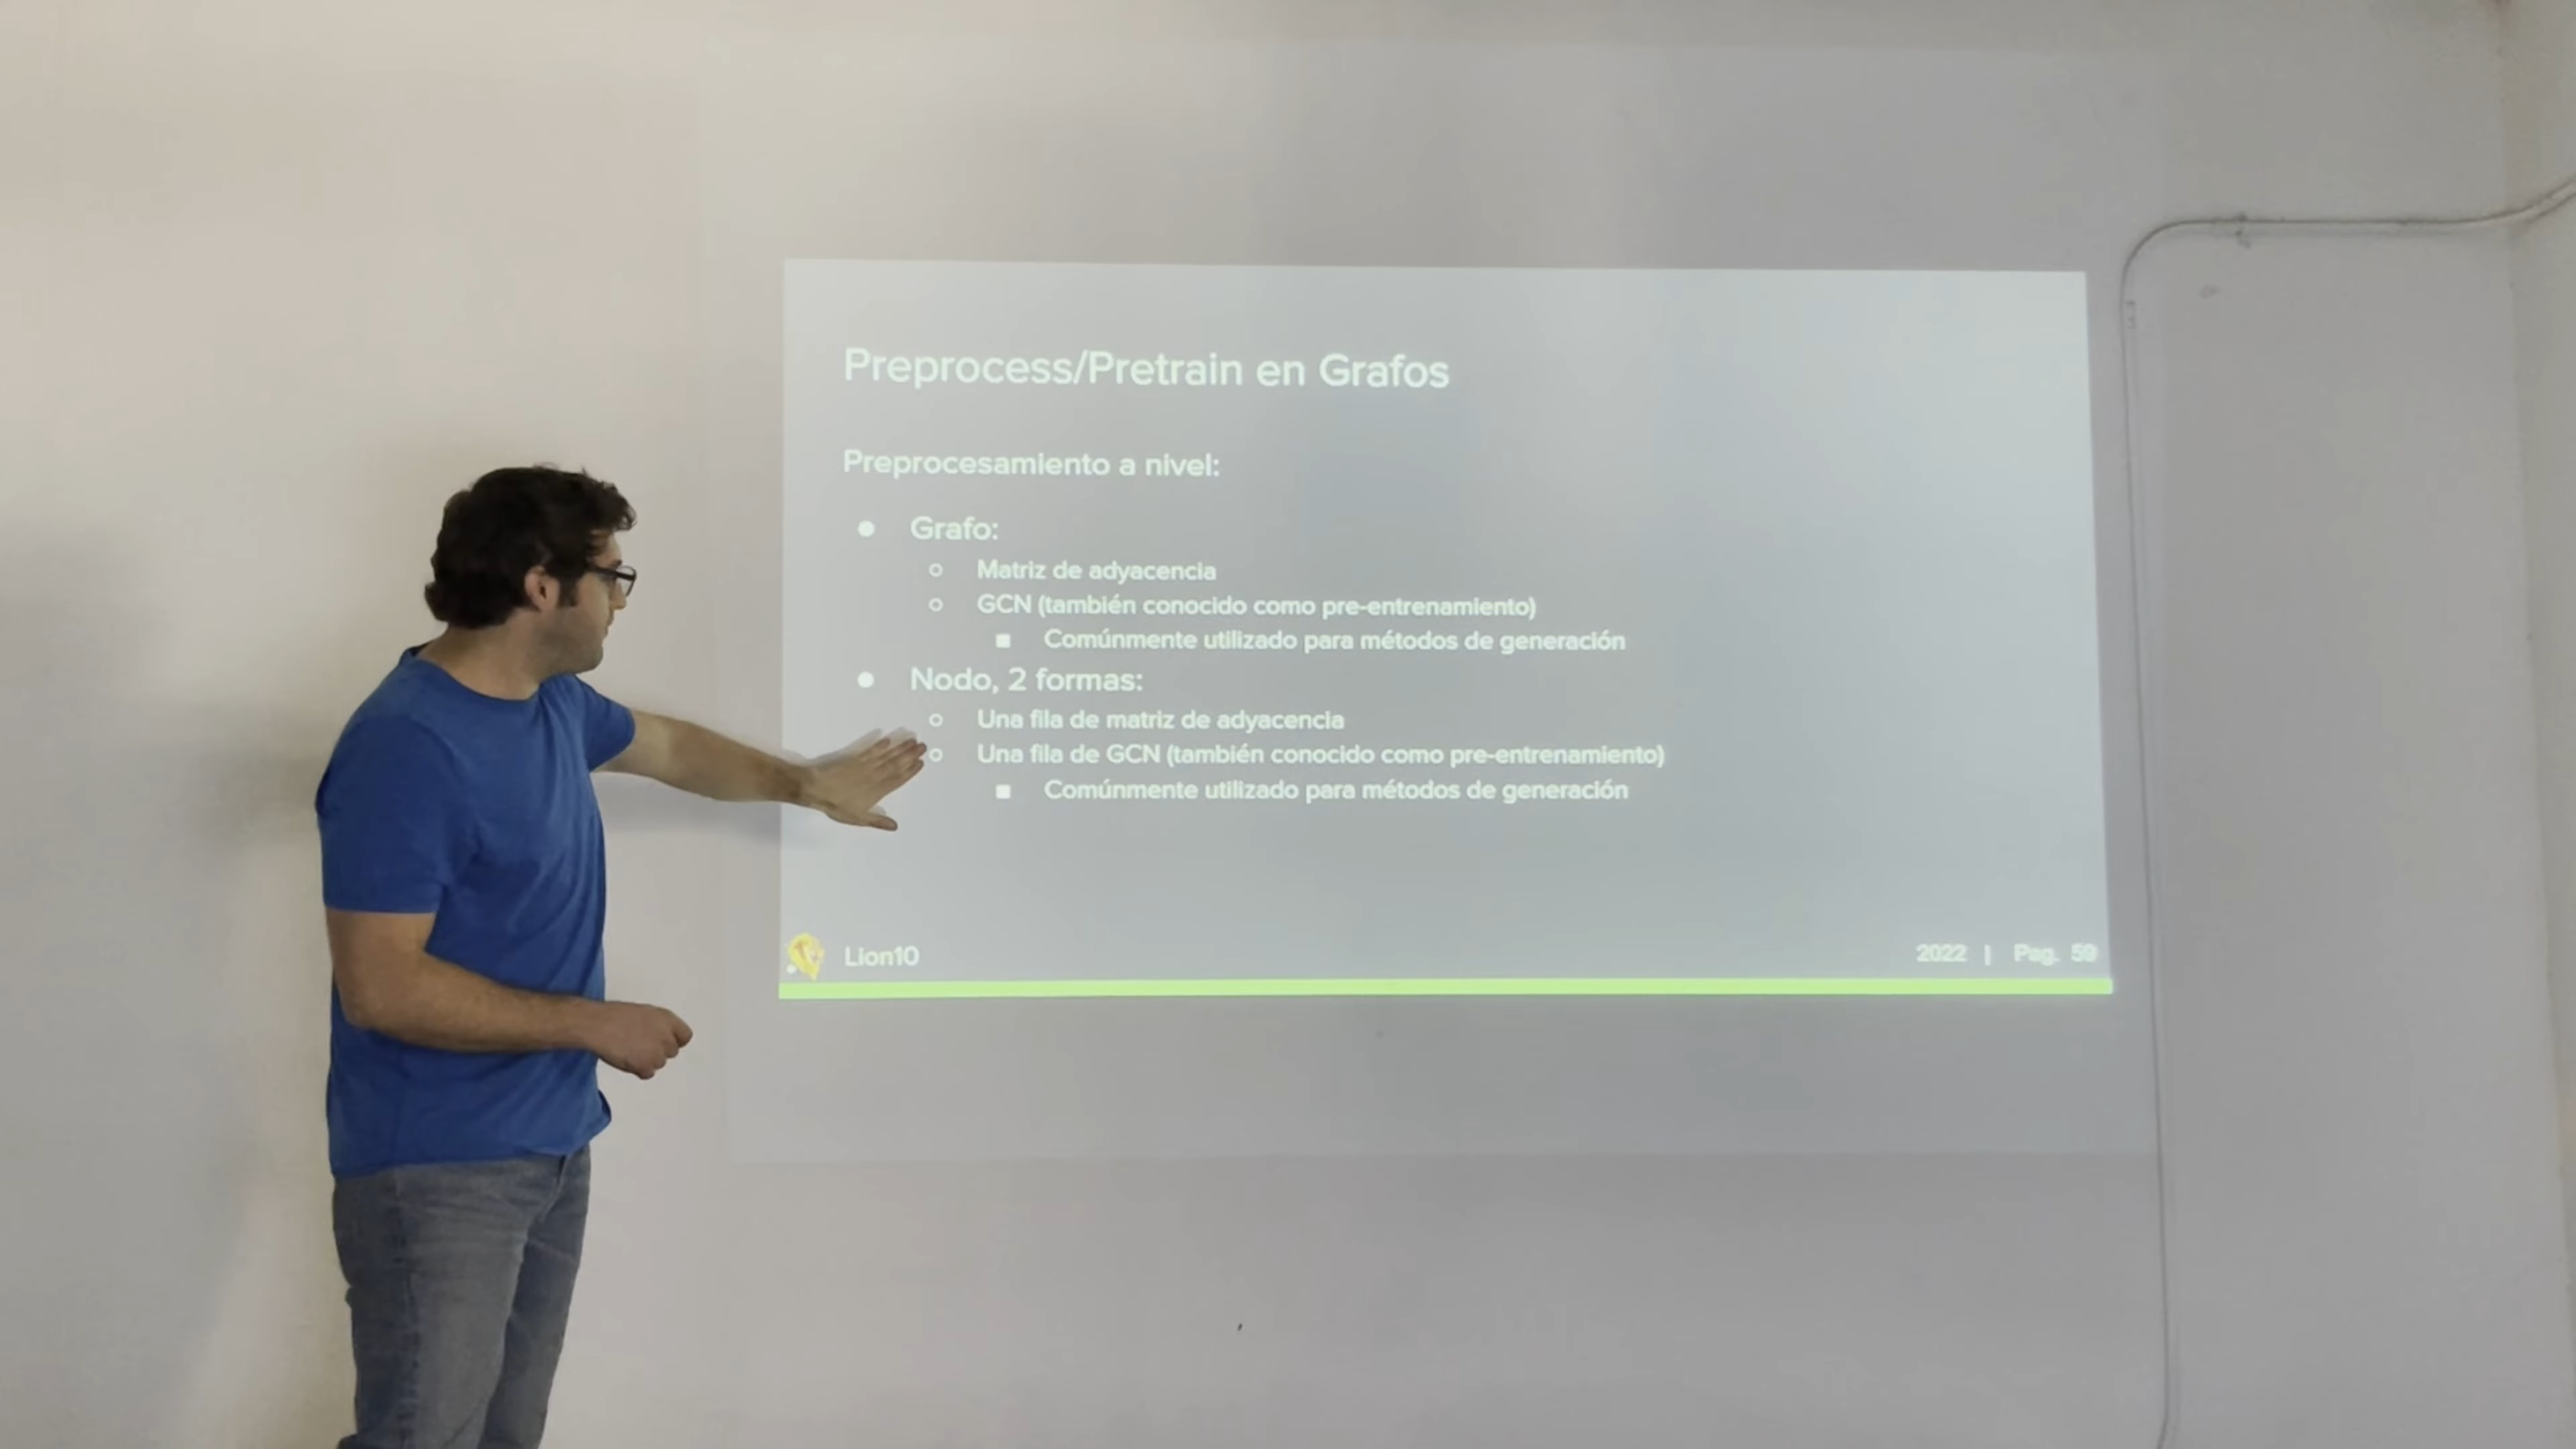 Preprocess/Pretrain en Grafos
Preprocesamiento a nivel:
● Grafo:
○ Matriz de adyacencia
○ GCN (también conocido como pre-entrenamiento)
■ Comúnmente utilizado para métodos de generación
● Nodo, 2 formas:
○ Una fila de matriz de adyacencia
○ Una fila de GCN (también conocido como pre-entrenamiento)
■ Comúnmente utilizado para métodos de generación
Lion10
2022 | Pag. 59